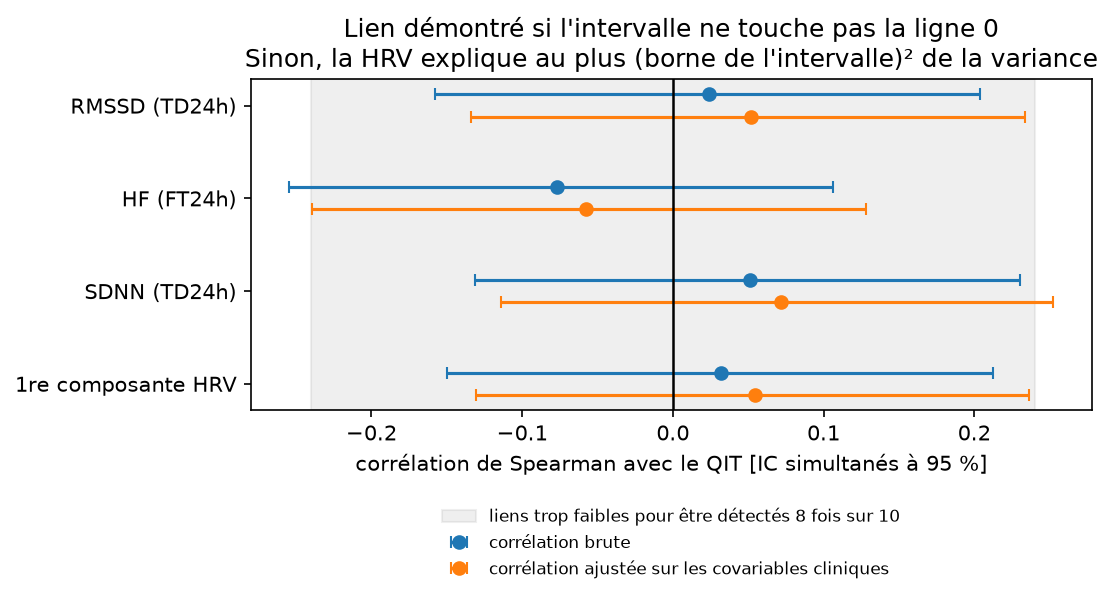 Lien démontré si l'intervalle ne touche pas la ligne 0
Sinon, la HRV explique au plus (borne de l'intervalle)² de la variance
RMSSD (TD24h)
HF (FT24h)
SDNN (TD24h)
1re composante HRV
−0.2 −0.1 0.0 0.1 0.2
corrélation de Spearman avec le QIT [IC simultanés à 95 %]
liens trop faibles pour être détectés 8 fois sur 10
corrélation brute
corrélation ajustée sur les covariables cliniques